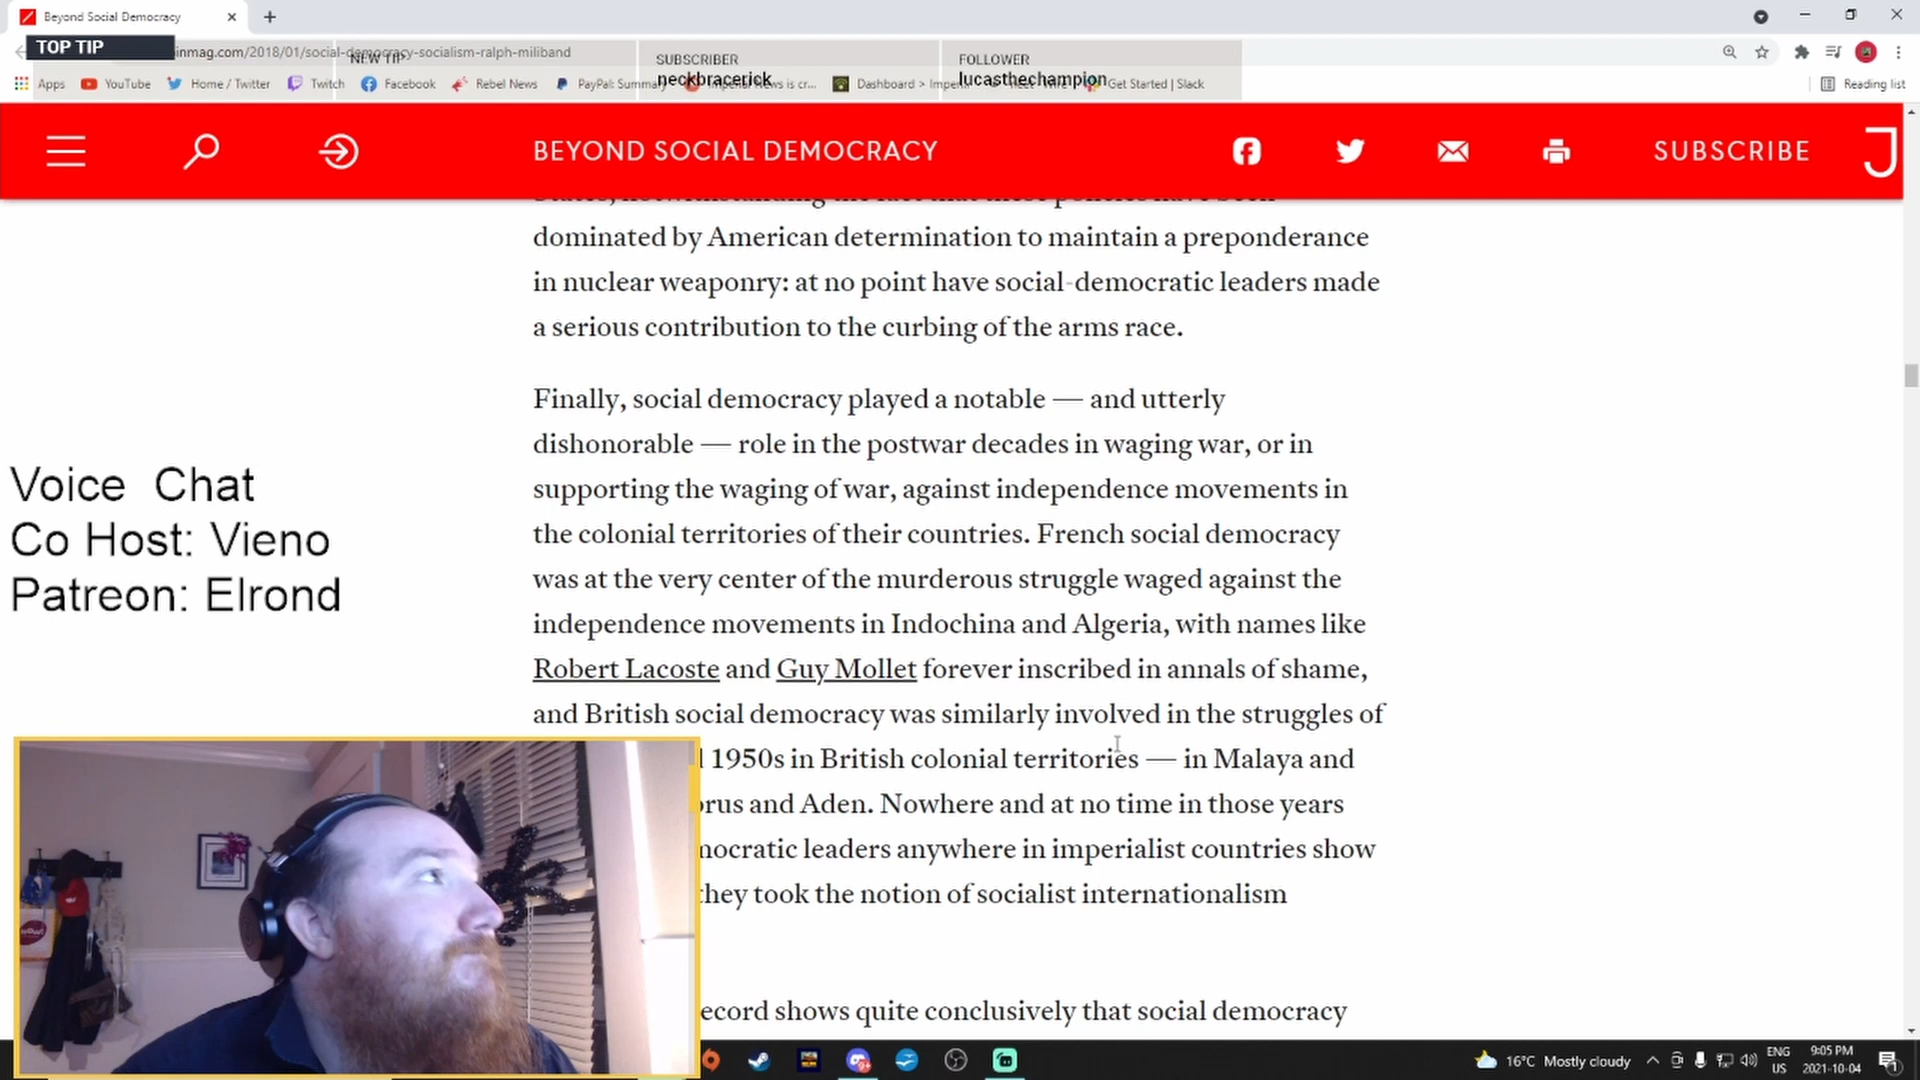 Beyond Social Democracy
TOP TIP
inmag.com/2018/01/social-democracy-socialism-ralph-miliband
NEW TIP
SUBSCRIBER
neckbracerick
FOLLOWER
lucasthechampion
Apps
YouTube
Home / Twitter
Twitch
Facebook
Rebel News
PayPal: Summary
Dashboard > Imper...
Get Started | Slack
Reading list
BEYOND SOCIAL DEMOCRACY
SUBSCRIBE
J
dominated by American determination to maintain a preponderance
in nuclear weaponry: at no point have social-democratic leaders made
a serious contribution to the curbing of the arms race.
Finally, social democracy played a notable — and utterly
dishonorable — role in the postwar decades in waging war, or in
supporting the waging of war, against independence movements in
the colonial territories of their countries. French social democracy
was at the very center of the murderous struggle waged against the
independence movements in Indochina and Algeria, with names like
Robert Lacoste and Guy Mollet forever inscribed in annals of shame,
and British social democracy was similarly involved in the struggles of
1950s in British colonial territories — in Malaya and
rus and Aden. Nowhere and at no time in those years
nocratic leaders anywhere in imperialist countries show
they took the notion of socialist internationalism
ecord shows quite conclusively that social democracy
Voice Chat
Co Host: Vieno
Patreon: Elrond
16°C Mostly cloudy
ENG
US
9:05 PM
2021-10-04